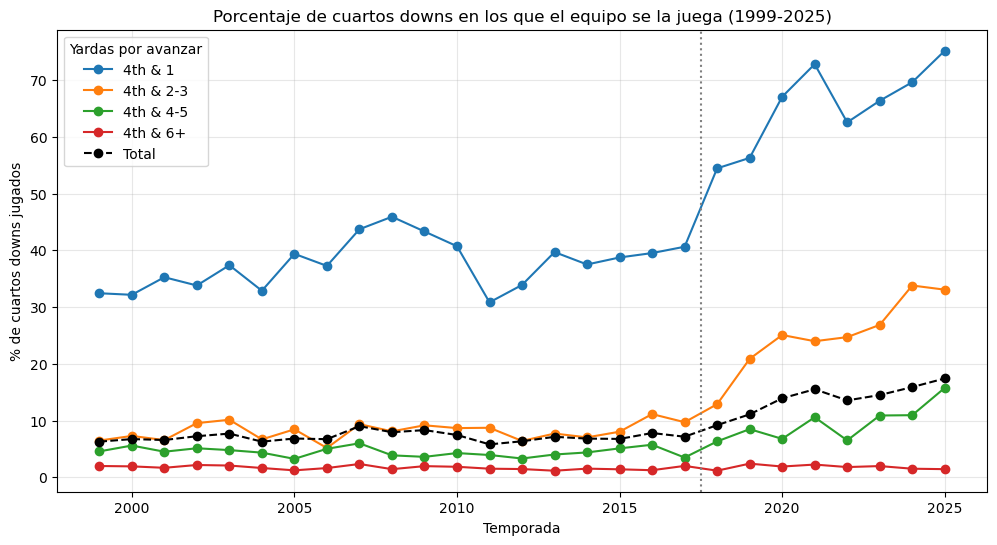 Porcentaje de cuartos downs en los que el equipo se la juega (1999-2025)
Yardas por avanzar
4th & 1
4th & 2-3
4th & 4-5
4th & 6+
Total
% de cuartos downs jugados
70
60
50
40
30
20
10
0
2000
2005
2010
2015
2020
2025
Temporada